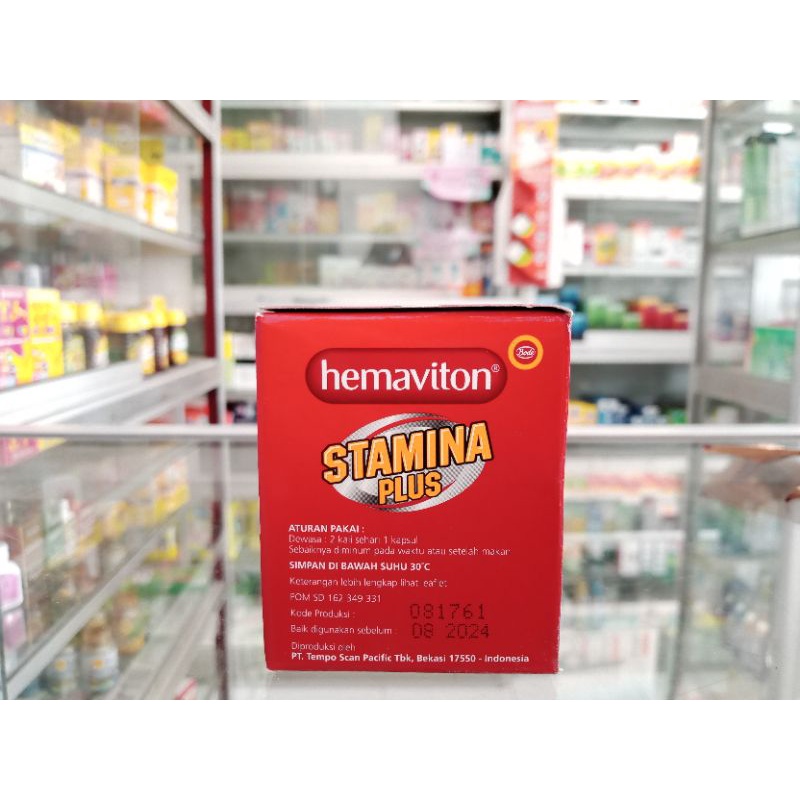 hemaviton®
Bode
STAMINA
PLUS
ATURAN PAKAI :
Dewasa : 2 kali sehari 1 kapsul
Sebaiknya diminum pada waktu atau setelah makan
SIMPAN DI BAWAH SUHU 30°C
Keterangan lebih lengkap lihat leaflet
POM SD 162 349 331
Kode Produksi : 081761
Baik digunakan sebelum : 08 2024
Diproduksi oleh
PT. Tempo Scan Pacific Tbk, Bekasi 17550 - Indonesia